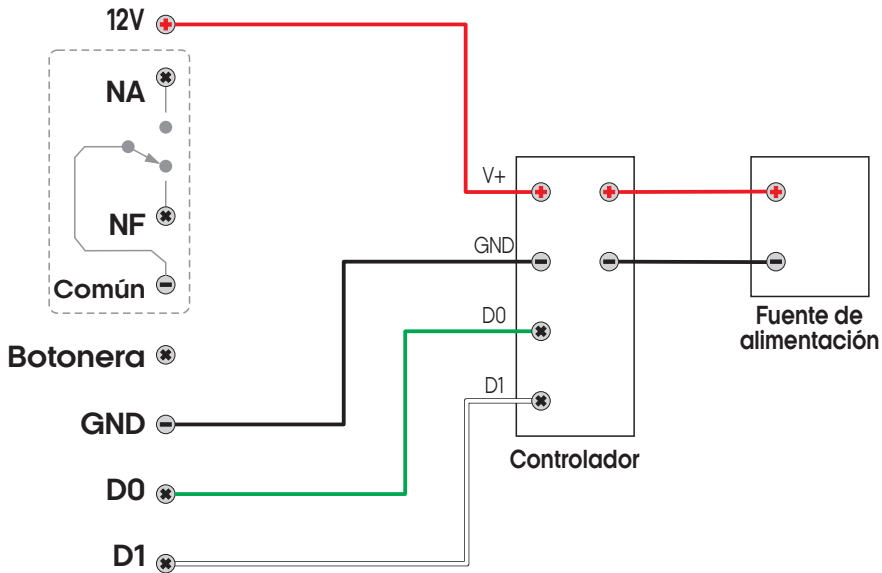 12V
NA
NF
Común
Botonera
GND
D0
D1
V+
GND
D0
D1
Controlador
Fuente de
alimentación